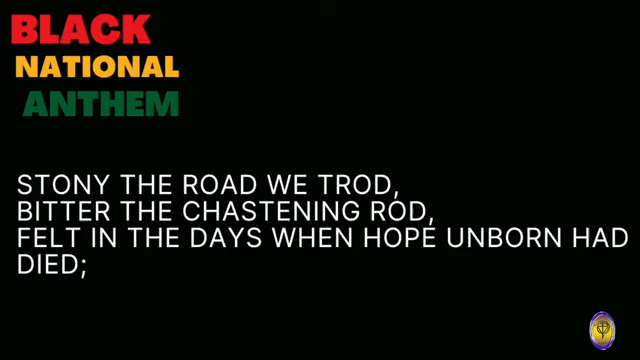 BLACK
NATIONAL
ANTHEM
STONY THE ROAD WE TROD,
BITTER THE CHASTENING ROD,
FELT IN THE DAYS WHEN HOPE UNBORN HAD
DIED;